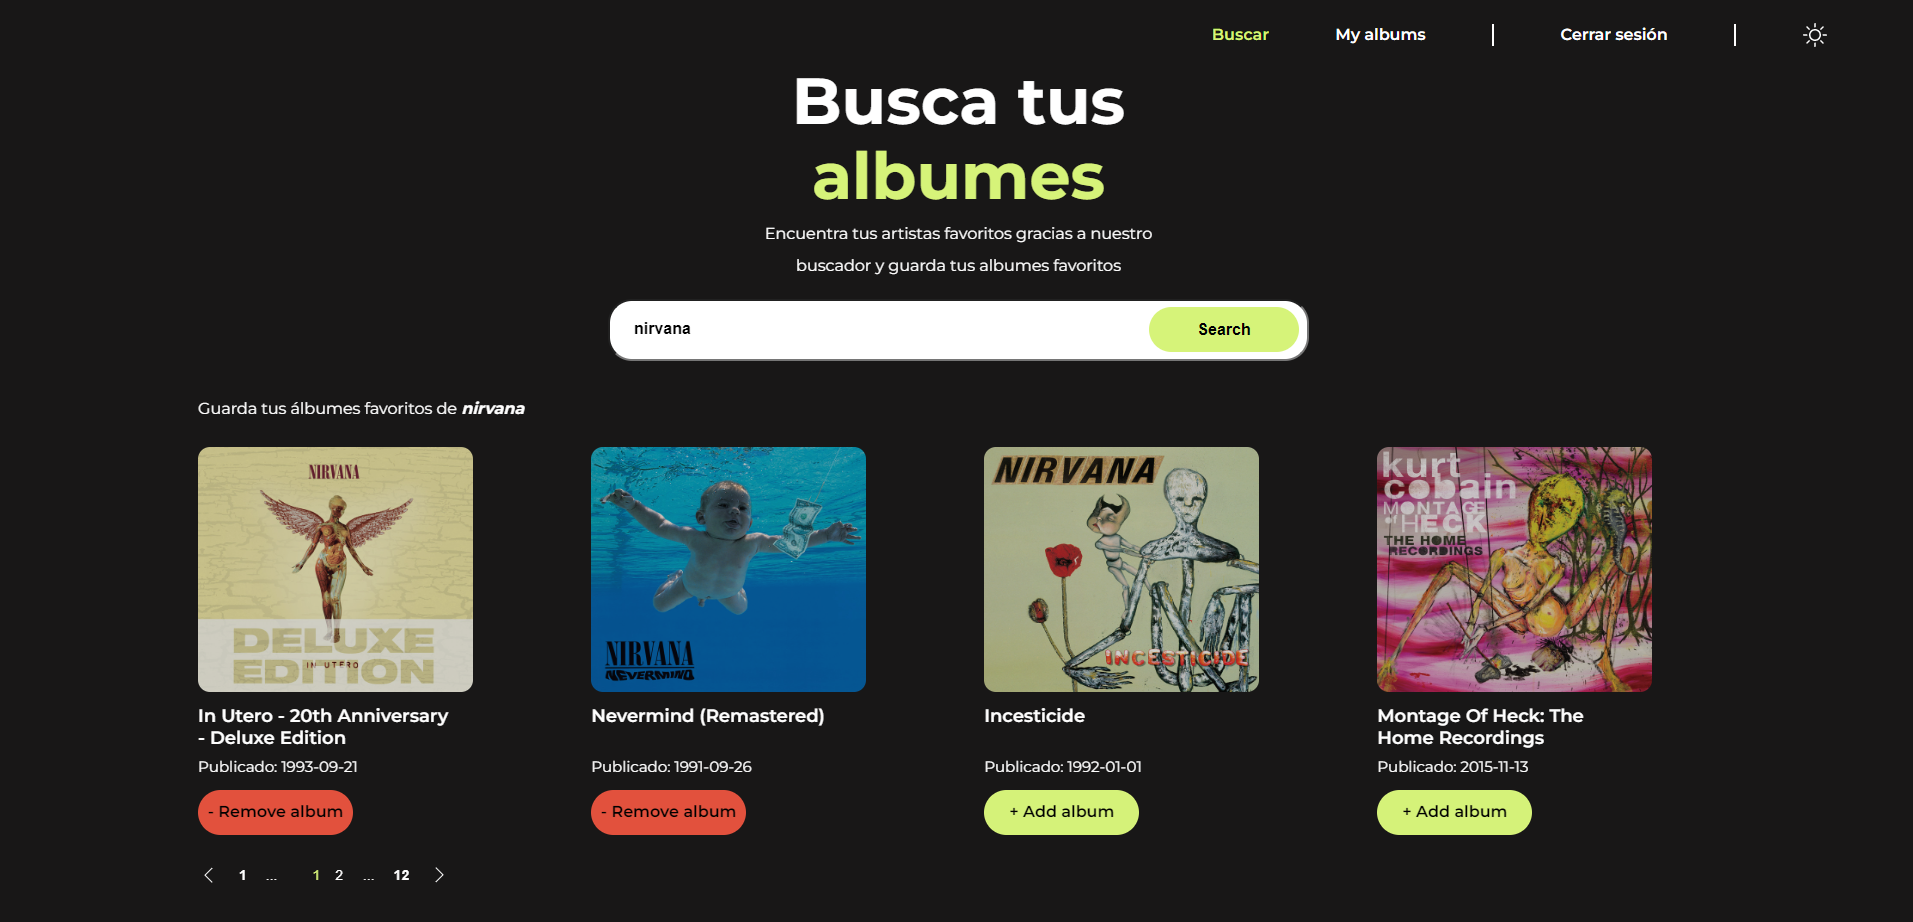 Buscar
My albums
Cerrar sesión
Busca tus
albumes
Encuentra tus artistas favoritos gracias a nuestro
buscador y guarda tus albumes favoritos
nirvana
Search
Guarda tus álbumes favoritos de nirvana
NIRVANA
DELUXE
IN UTERO
EDITION
NIRVANA
NEVERMIND
NIRVANA
INCESTICIDE
kurt
cobain
MONTAGE
of HECK
THE HOME
RECORDINGS
In Utero - 20th Anniversary
- Deluxe Edition
Publicado: 1993-09-21
- Remove album
Nevermind (Remastered)
Publicado: 1991-09-26
- Remove album
Incesticide
Publicado: 1992-01-01
+ Add album
Montage Of Heck: The
Home Recordings
Publicado: 2015-11-13
+ Add album
1 ... 1 2 ... 12